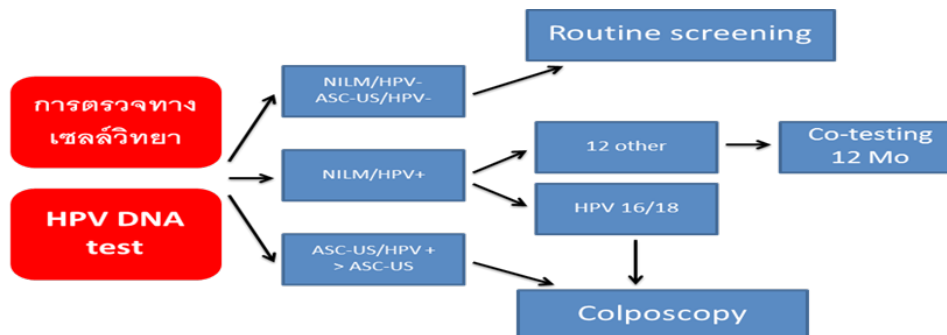 การตรวจทาง
เซลล์วิทยา
HPV DNA
test
NILM/HPV-
ASC-US/HPV-
NILM/HPV+
ASC-US/HPV +
> ASC-US
Routine screening
12 other
HPV 16/18
Co-testing
12 Mo
Colposcopy